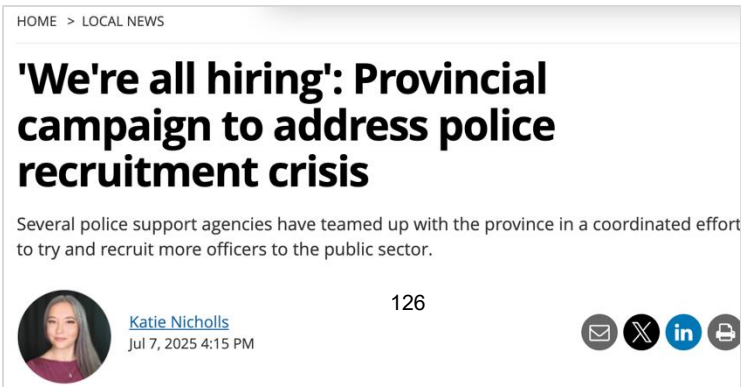 HOME > LOCAL NEWS
'We're all hiring': Provincial
campaign to address police
recruitment crisis
Several police support agencies have teamed up with the province in a coordinated effort
to try and recruit more officers to the public sector.
126
Katie Nicholls
Jul 7, 2025 4:15 PM
X
in